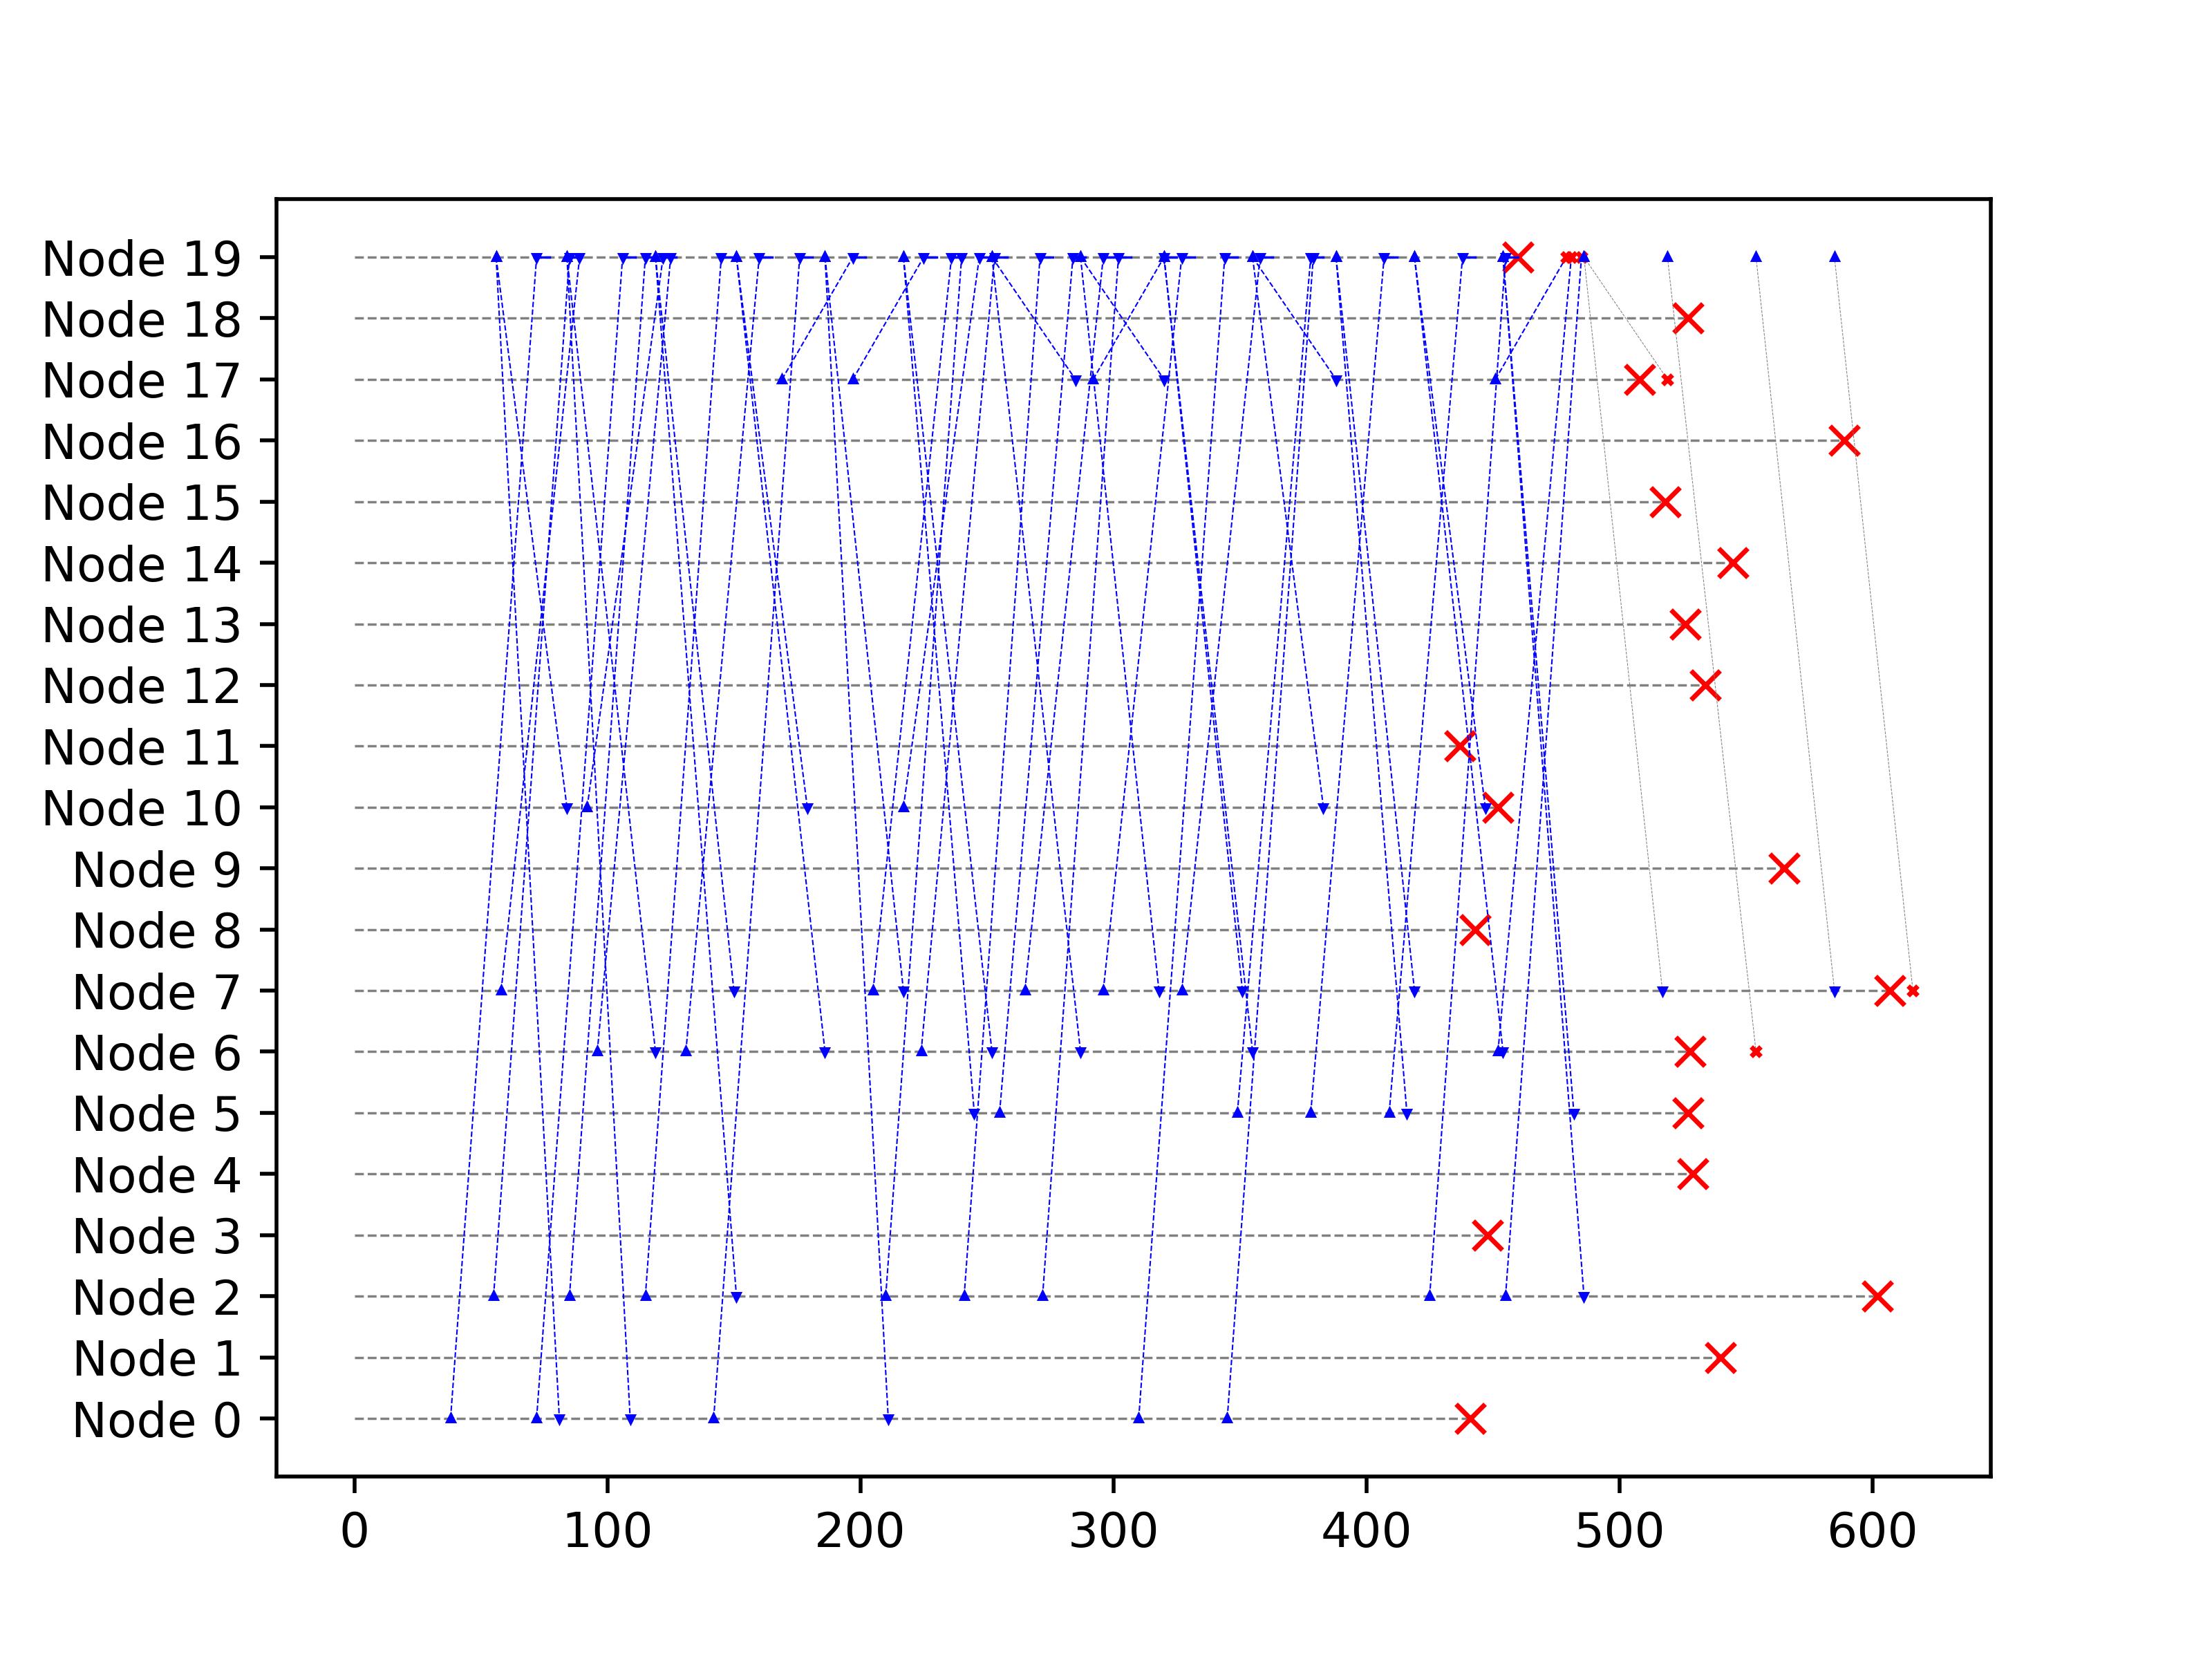 Node 19
Node 18
Node 17
Node 16
Node 15
Node 14
Node 13
Node 12
Node 11
Node 10
Node 9
Node 8
Node 7
Node 6
Node 5
Node 4
Node 3
Node 2
Node 1
Node 0
0 100 200 300 400 500 600